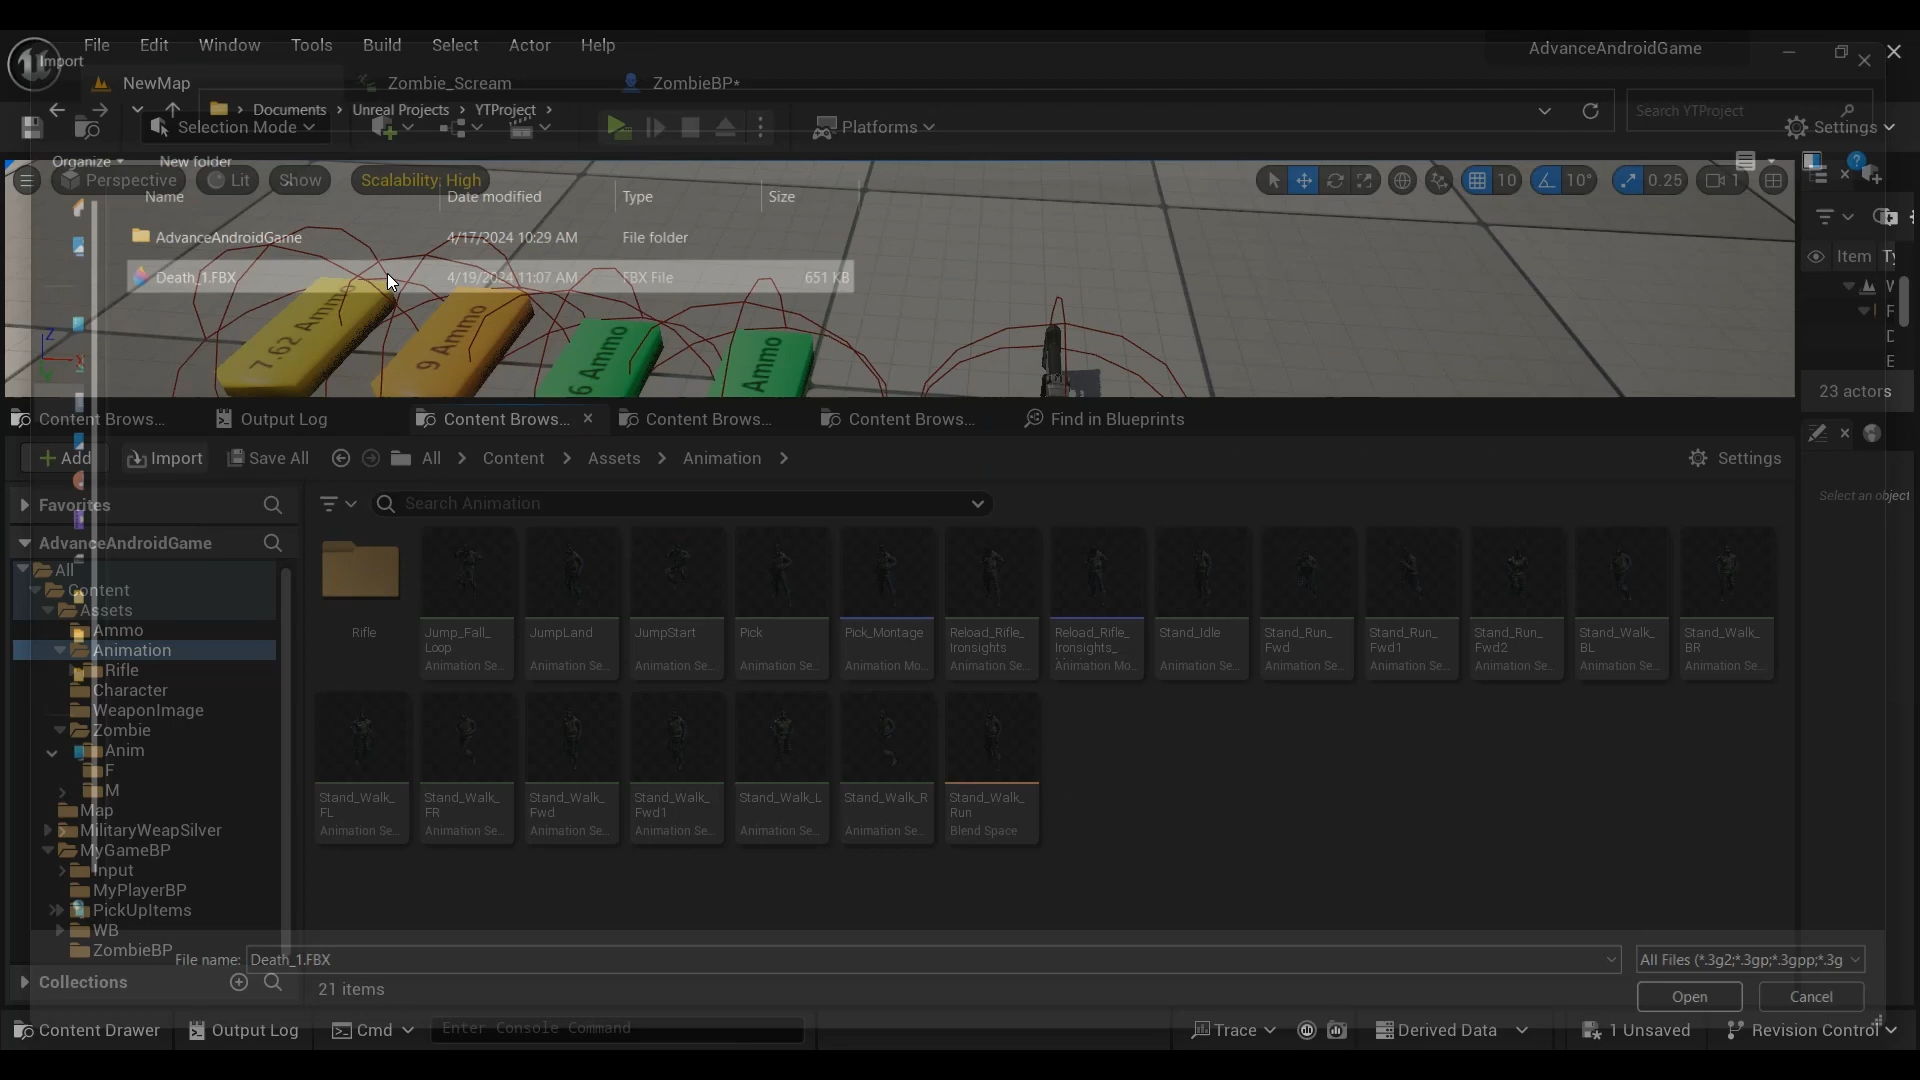 File Edit Window Tools Build Select Actor Help
AdvanceAndroidGame
Import
NewMap
Zombie_Scream
ZombieBP*
Documents
Unreal Projects
YTProject
Search YTProject
Selection Mode
Platforms
Settings
Organize
New folder
Perspective
Lit
Show
Scalability: High
10
10°
0.25
1
Name
Date modified
Type
Size
AdvanceAndroidGame
4/17/2024 10:29 AM
File folder
Death_1.FBX
4/19/2024 11:07 AM
FBX File
651 KB
Item
7.62 Ammo
9 Ammo
6 Ammo
Ammo
23 actors
Content Brows...
Output Log
Content Brows...
Content Brows...
Content Brows...
Find in Blueprints
Add
Import
Save All
All
Content
Assets
Animation
Settings
Select an object
Favorites
Search Animation
AdvanceAndroidGame
All
Content
Assets
Ammo
Animation
Rifle
Character
WeaponImage
Zombie
Anim
F
M
Map
MilitaryWeapSilver
MyGameBP
Input
MyPlayerBP
PickUpItems
WB
ZombieBP
Collections
Rifle
Jump_Fall_
Loop
Animation Se...
JumpLand
Animation Se...
JumpStart
Animation Se...
Pick
Animation Se...
Pick_Montage
Animation Mo...
Reload_Rifle_
Ironsights
Animation Se...
Reload_Rifle_
Ironsights_
Animation Mo...
Stand_Idle
Animation Se...
Stand_Run_
Fwd
Animation Se...
Stand_Run_
Fwd1
Animation Se...
Stand_Run_
Fwd2
Animation Se...
Stand_Walk_
BL
Animation Se...
Stand_Walk_
BR
Animation Se...
Stand_Walk_
FL
Animation Se...
Stand_Walk_
FR
Animation Se...
Stand_Walk_
Fwd
Animation Se...
Stand_Walk_
Fwd1
Animation Se...
Stand_Walk_L
Animation Se...
Stand_Walk_R
Animation Se...
Stand_Walk_
Run
Blend Space
File name:
Death_1.FBX
All Files (*.3g2;*.3gp;*.3gpp;*.3g
21 items
Open
Cancel
Content Drawer
Output Log
Cmd
Enter Console Command
Trace
Derived Data
1 Unsaved
Revision Control